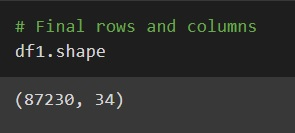 # Final rows and columns
df1.shape
(87230, 34)